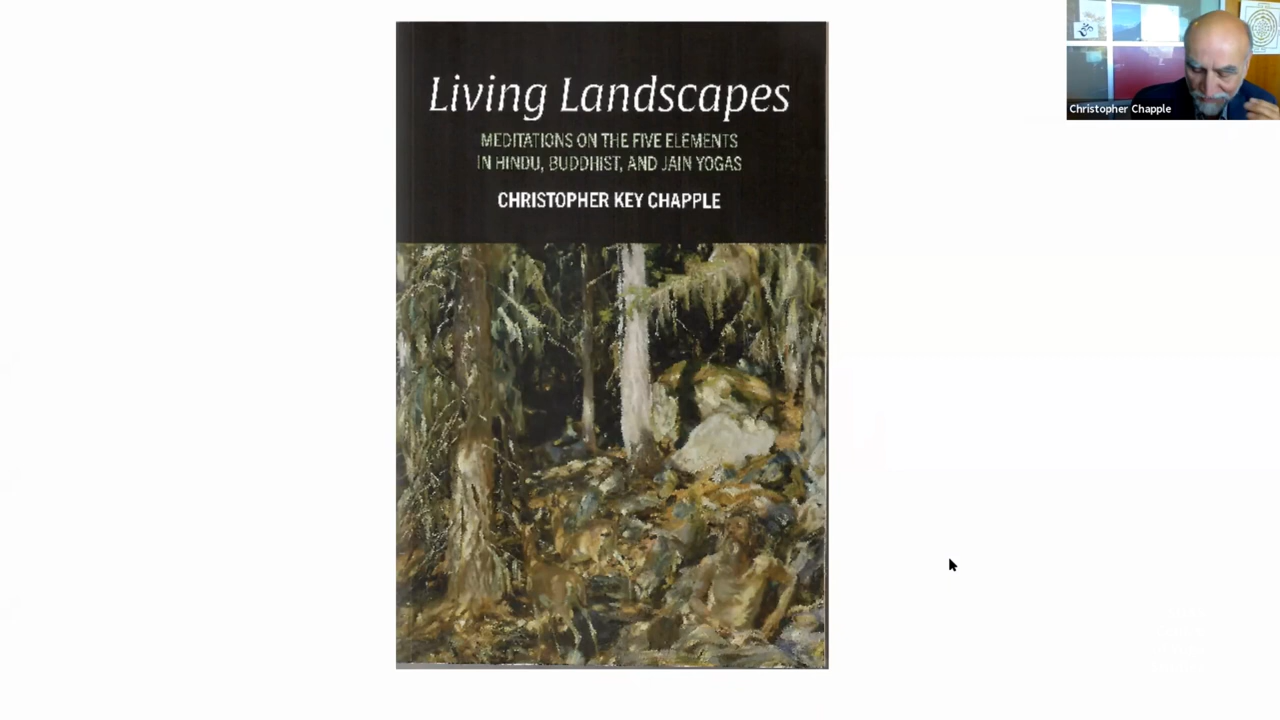 Living Landscapes
MEDITATIONS ON THE FIVE ELEMENTS
IN HINDU, BUDDHIST, AND JAIN YOGAS
CHRISTOPHER KEY CHAPPLE
Christopher Chapple
ॐ